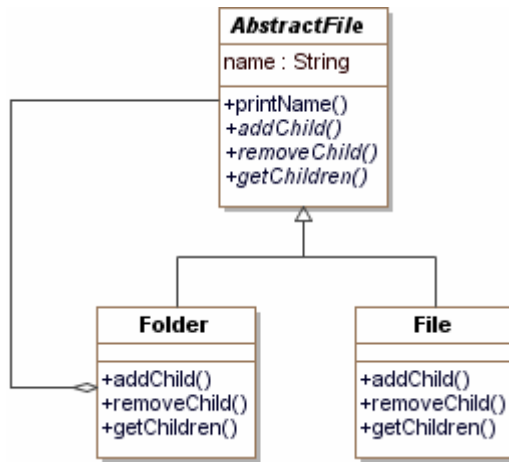 AbstractFile
name : String
+printName()
+addChild()
+removeChild()
+getChildren()
Folder
+addChild()
+removeChild()
+getChildren()
File
+addChild()
+removeChild()
+getChildren()